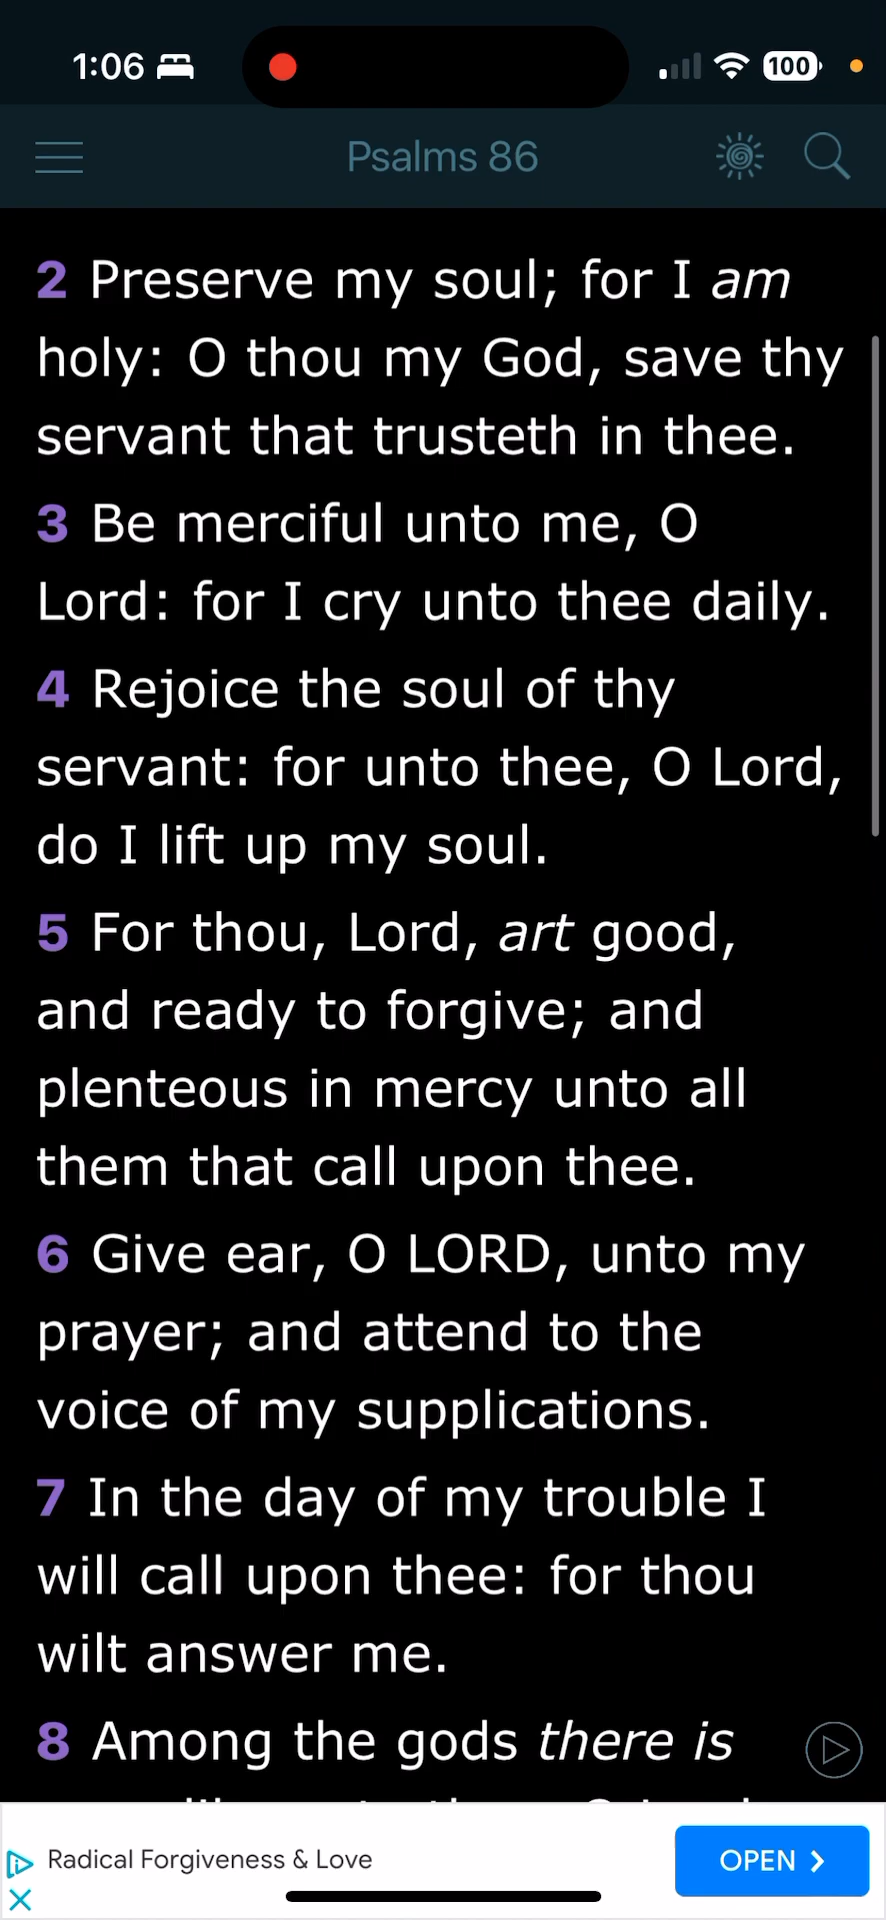 1:06
100
Psalms 86
2 Preserve my soul; for I am
holy: O thou my God, save thy
servant that trusteth in thee.
3 Be merciful unto me, O
Lord: for I cry unto thee daily.
4 Rejoice the soul of thy
servant: for unto thee, O Lord,
do I lift up my soul.
5 For thou, Lord, art good,
and ready to forgive; and
plenteous in mercy unto all
them that call upon thee.
6 Give ear, O LORD, unto my
prayer; and attend to the
voice of my supplications.
7 In the day of my trouble I
will call upon thee: for thou
wilt answer me.
8 Among the gods there is
Radical Forgiveness & Love
OPEN